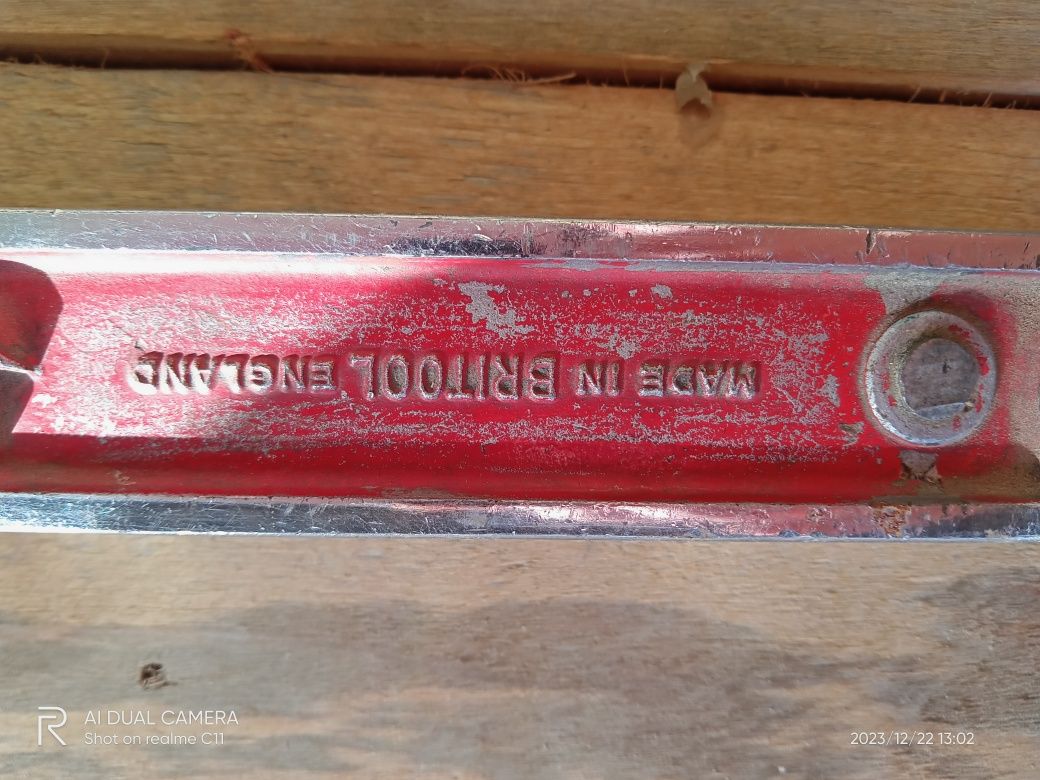 MADE IN BRITOOL ENGLAND
AI DUAL CAMERA
Shot on realme C11
2023/12/22 13:02